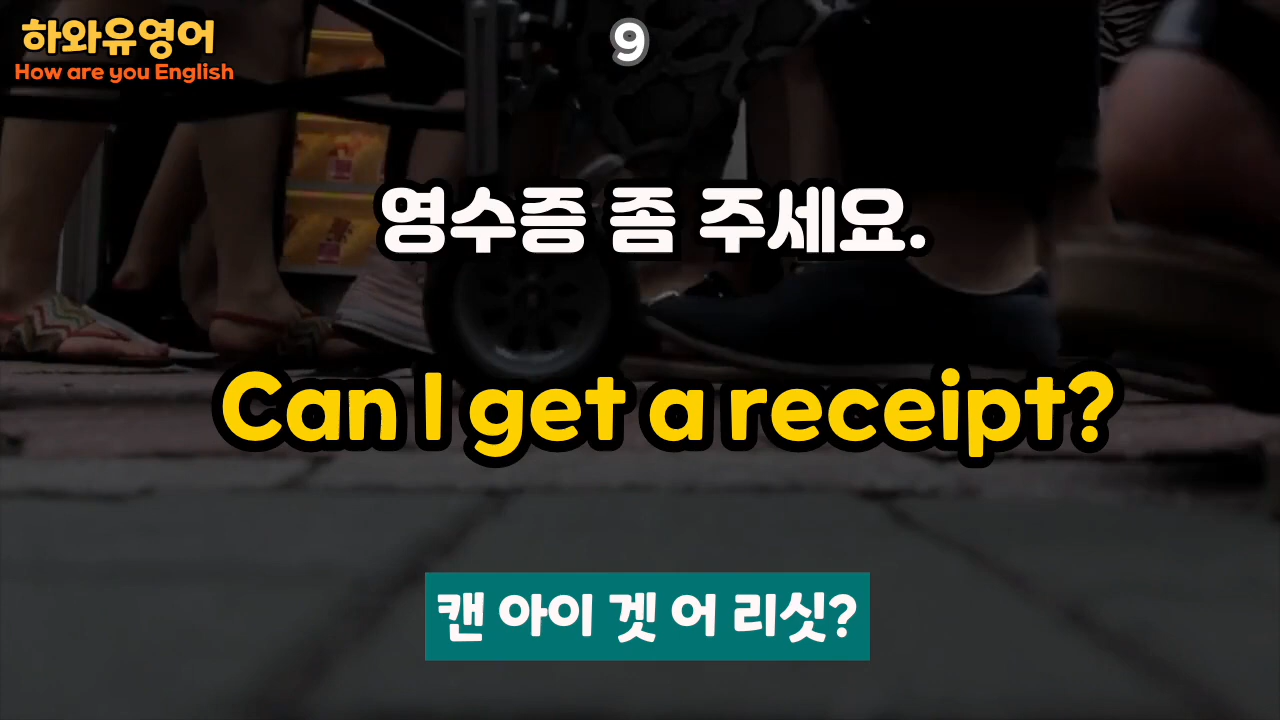 하와유영어
How are you English
9
영수증 좀 주세요.
Can I get a receipt?
캔 아이 겟 어 리싯?